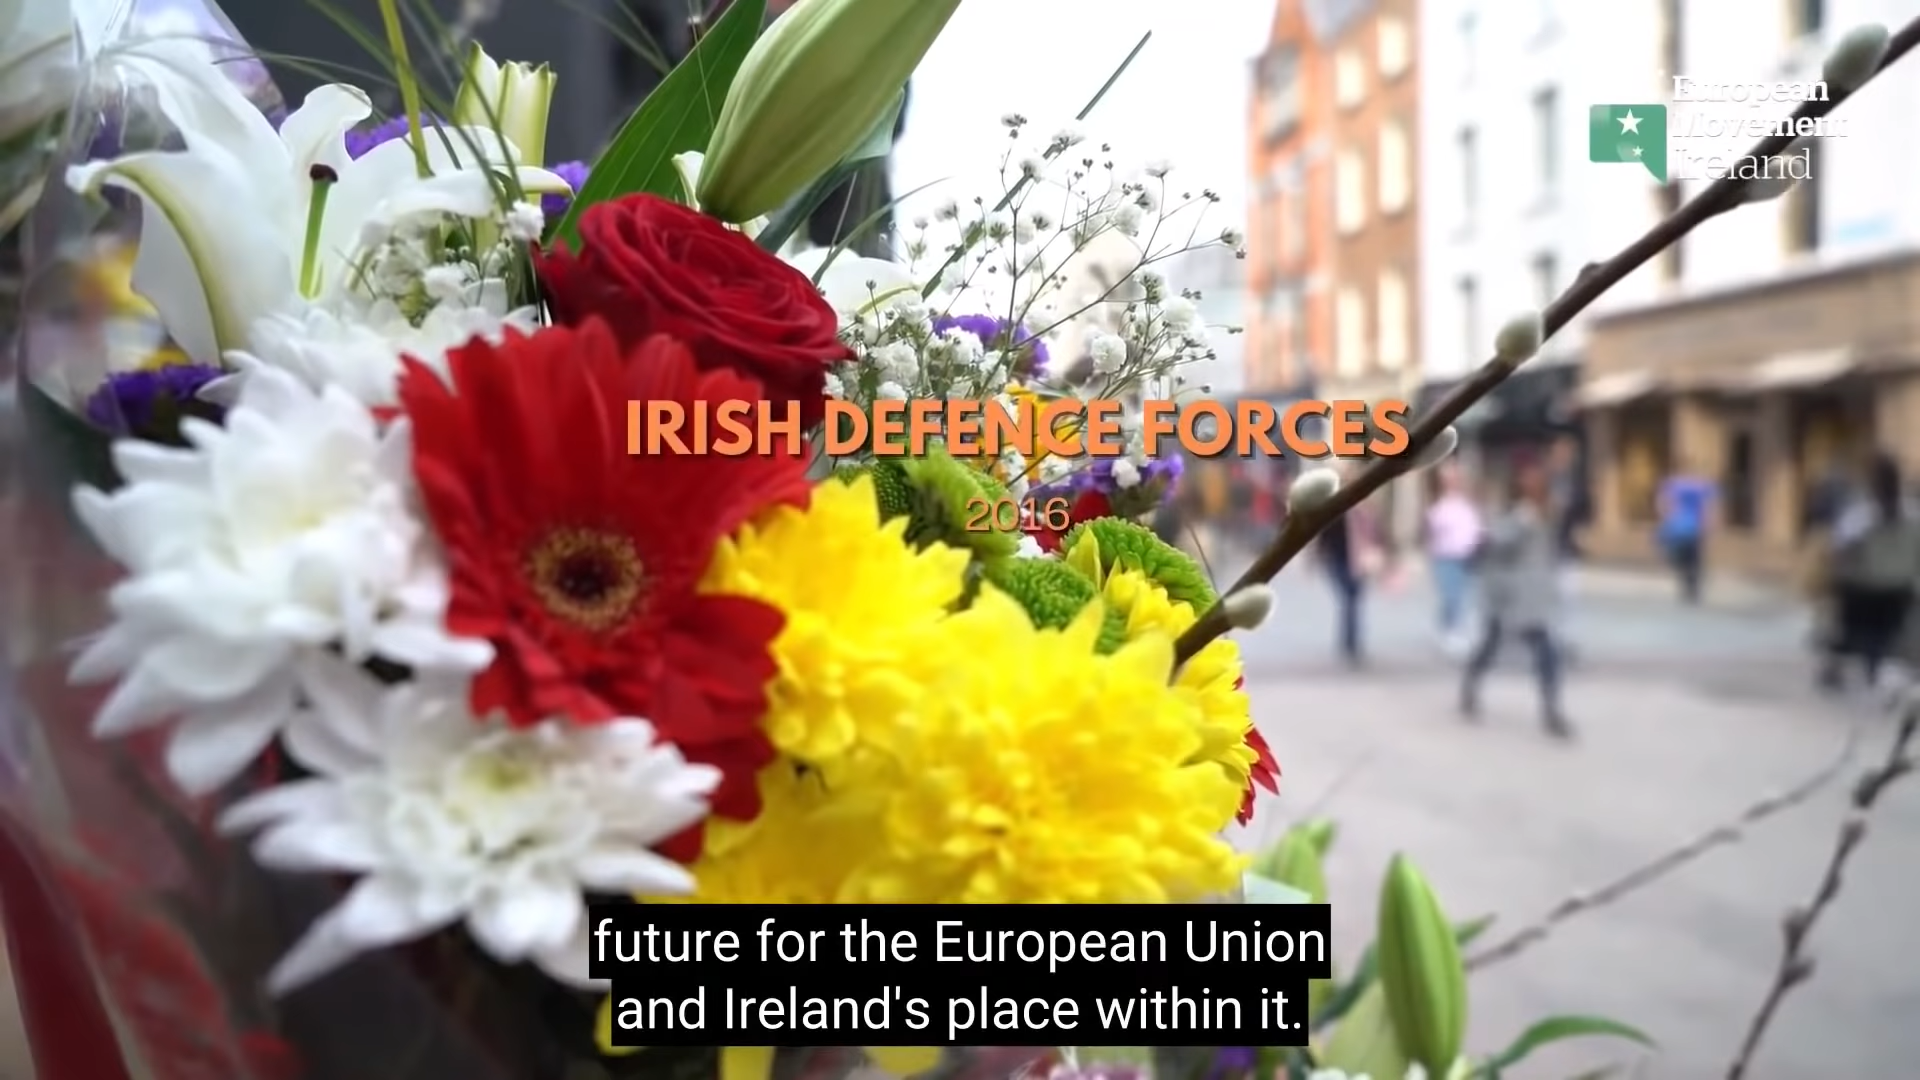 European
Movement
Ireland
IRISH DEFENCE FORCES
2016
future for the European Union
and Ireland's place within it.